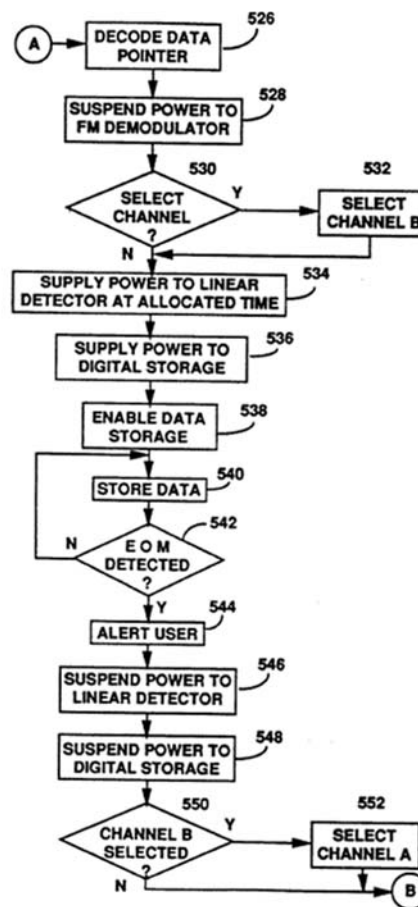 526
A
DECODE DATA
POINTER
528
SUSPEND POWER TO
FM DEMODULATOR
530
532
SELECT
CHANNEL
?
Y
N
SELECT
CHANNEL B
534
SUPPLY POWER TO LINEAR
DETECTOR AT ALLOCATED TIME
536
SUPPLY POWER TO
DIGITAL STORAGE
538
ENABLE DATA
STORAGE
540
STORE DATA
542
N
E O M
DETECTED
?
Y
544
ALERT USER
546
SUSPEND POWER TO
LINEAR DETECTOR
548
SUSPEND POWER TO
DIGITAL STORAGE
550
552
CHANNEL B
SELECTED
?
Y
N
SELECT
CHANNEL A
B